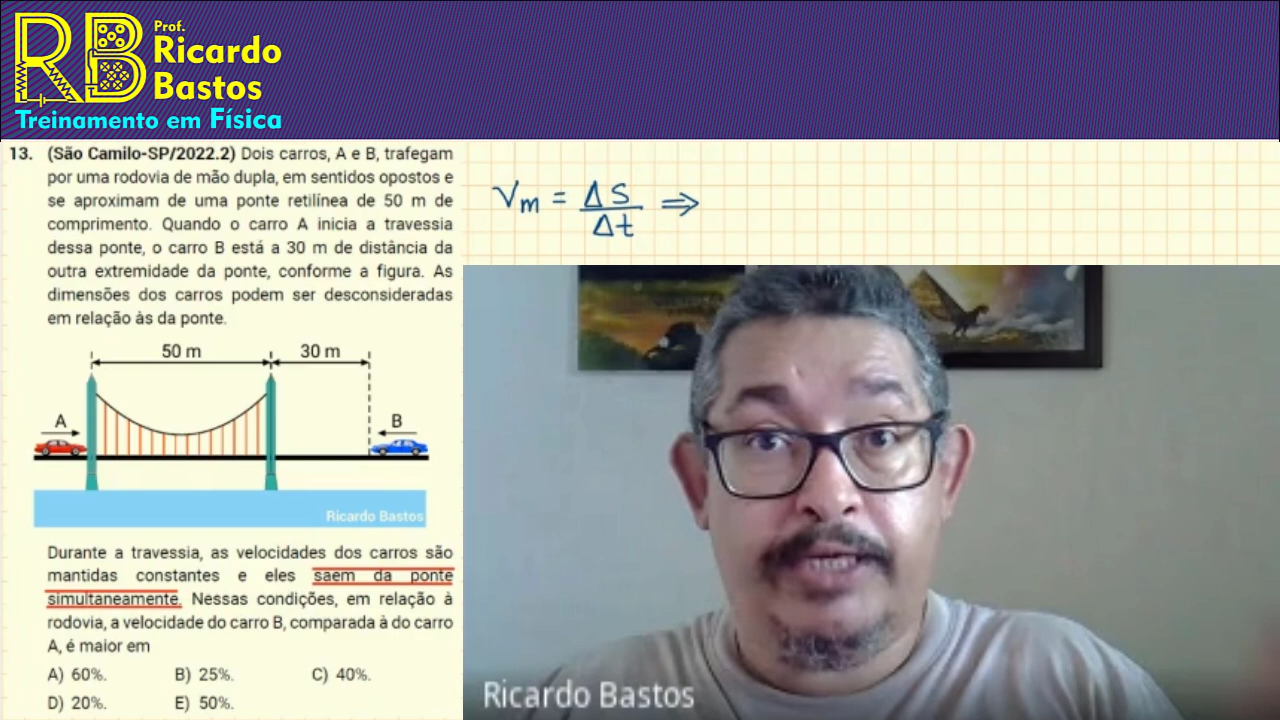 Prof.
RB Ricardo
Bastos
Treinamento em Física
13. (São Camilo-SP/2022.2) Dois carros, A e B, trafegam
por uma rodovia de mão dupla, em sentidos opostos e
se aproximam de uma ponte retilínea de 50 m de
comprimento. Quando o carro A inicia a travessia
dessa ponte, o carro B está a 30 m de distância da
outra extremidade da ponte, conforme a figura. As
dimensões dos carros podem ser desconsideradas
em relação às da ponte.
50 m 30 m
A B
Ricardo Bastos
Durante a travessia, as velocidades dos carros são
mantidas constantes e eles saem da ponte
simultaneamente. Nessas condições, em relação à
rodovia, a velocidade do carro B, comparada à do carro
A, é maior em
A) 60%. B) 25%. C) 40%.
D) 20%. E) 50%.
Vm = ΔS/Δt ⇒
Ricardo Bastos